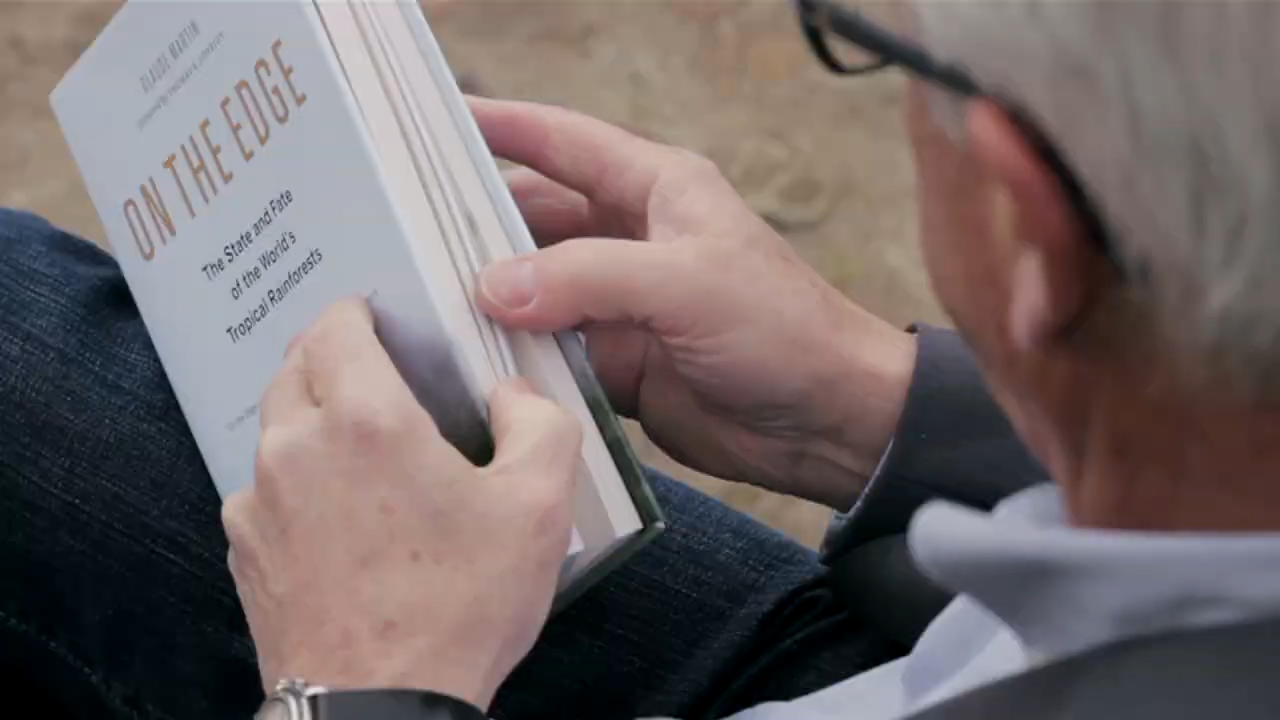 CLAUDE MARTIN
ON THE EDGE
The State and Fate
of the World's
Tropical Rainforests